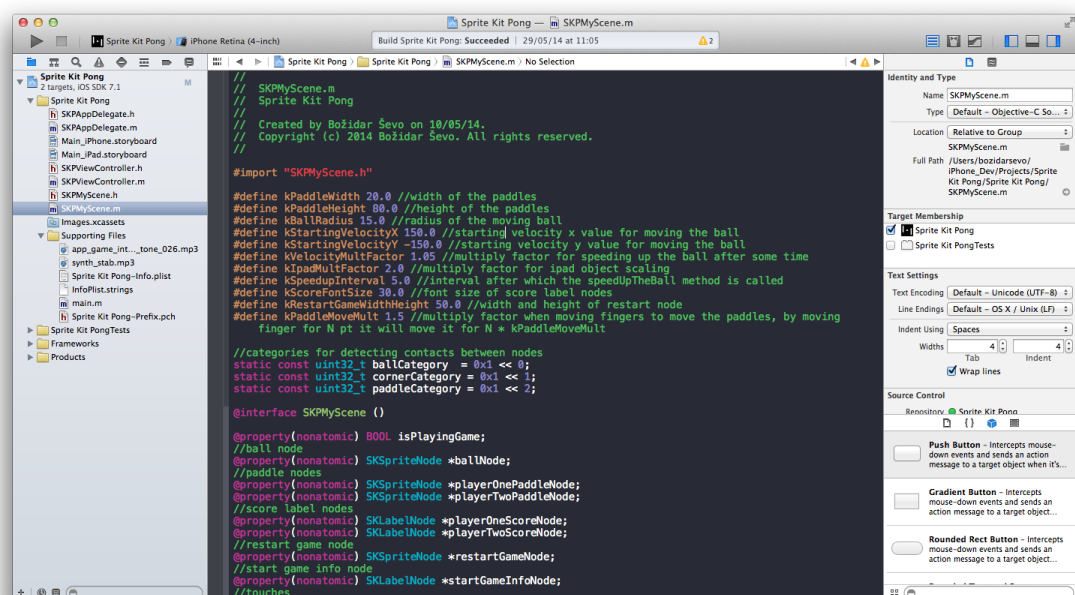 Sprite Kit Pong — SKPMyScene.m
Sprite Kit Pong 〉 iPhone Retina (4-inch)
Build Sprite Kit Pong: Succeeded | 29/05/14 at 11:05
2
Sprite Kit Pong 〉 Sprite Kit Pong 〉 SKPMyScene.m 〉 No Selection
Sprite Kit Pong
2 targets, iOS SDK 7.1
M
Sprite Kit Pong
SKPAppDelegate.h
SKPAppDelegate.m
Main_iPhone.storyboard
Main_iPad.storyboard
SKPViewController.h
SKPViewController.m
SKPMyScene.h
SKPMyScene.m
Images.xcassets
Supporting Files
app_game_int..._tone_026.mp3
synth_stab.mp3
Sprite Kit Pong-Info.plist
InfoPlist.strings
main.m
Sprite Kit Pong-Prefix.pch
Sprite Kit PongTests
Frameworks
Products
//
//  SKPMyScene.m
//  Sprite Kit Pong
//
//  Created by Božidar Ševo on 10/05/14.
//  Copyright (c) 2014 Božidar Ševo. All rights reserved.
//
#import "SKPMyScene.h"
#define kPaddleWidth 20.0 //width of the paddles
#define kPaddleHeight 80.0 //height of the paddles
#define kBallRadius 15.0 //radius of the moving ball
#define kStartingVelocityX 150.0 //starting velocity x value for moving the ball
#define kStartingVelocityY -150.0 //starting velocity y value for moving the ball
#define kVelocityMultFactor 1.05 //multiply factor for speeding up the ball after some time
#define kIpadMultFactor 2.0 //multiply factor for ipad object scaling
#define kSpeedupInterval 5.0 //interval after which the speedUpTheBall method is called
#define kScoreFontSize 30.0 //font size of score label nodes
#define kRestartGameWidthHeight 50.0 //width and height of restart node
#define kPaddleMoveMult 1.5 //multiply factor when moving fingers to move the paddles, by moving
finger for N pt it will move it for N * kPaddleMoveMult
//categories for detecting contacts between nodes
static const uint32_t ballCategory  = 0x1 << 0;
static const uint32_t cornerCategory = 0x1 << 1;
static const uint32_t paddleCategory = 0x1 << 2;
@interface SKPMyScene ()
@property(nonatomic) BOOL isPlayingGame;
//ball node
@property(nonatomic) SKSpriteNode *ballNode;
//paddle nodes
@property(nonatomic) SKSpriteNode *playerOnePaddleNode;
@property(nonatomic) SKSpriteNode *playerTwoPaddleNode;
//score label nodes
@property(nonatomic) SKLabelNode *playerOneScoreNode;
@property(nonatomic) SKLabelNode *playerTwoScoreNode;
//restart game node
@property(nonatomic) SKSpriteNode *restartGameNode;
//start game info node
@property(nonatomic) SKLabelNode *startGameInfoNode;
//touches
Identity and Type
Name SKPMyScene.m
Type Default - Objective-C So...
Location Relative to Group
SKPMyScene.m
Full Path /Users/bozidarsevo/
iPhone_Dev/Projects/Sprite
Kit Pong/Sprite Kit Pong/
SKPMyScene.m
Target Membership
Sprite Kit Pong
Sprite Kit PongTests
Text Settings
Text Encoding Default - Unicode (UTF-8)
Line Endings Default - OS X / Unix (LF)
Indent Using Spaces
Widths 4 4
Tab Indent
Wrap lines
Source Control
Repository Sprite Kit Pong
Push Button - Intercepts mouse-
down events and sends an action
message to a target object when it's...
Gradient Button - Intercepts
mouse-down events and sends an
action message to a target object...
Rounded Rect Button - Intercepts
mouse-down events and sends an
action message to a target object...